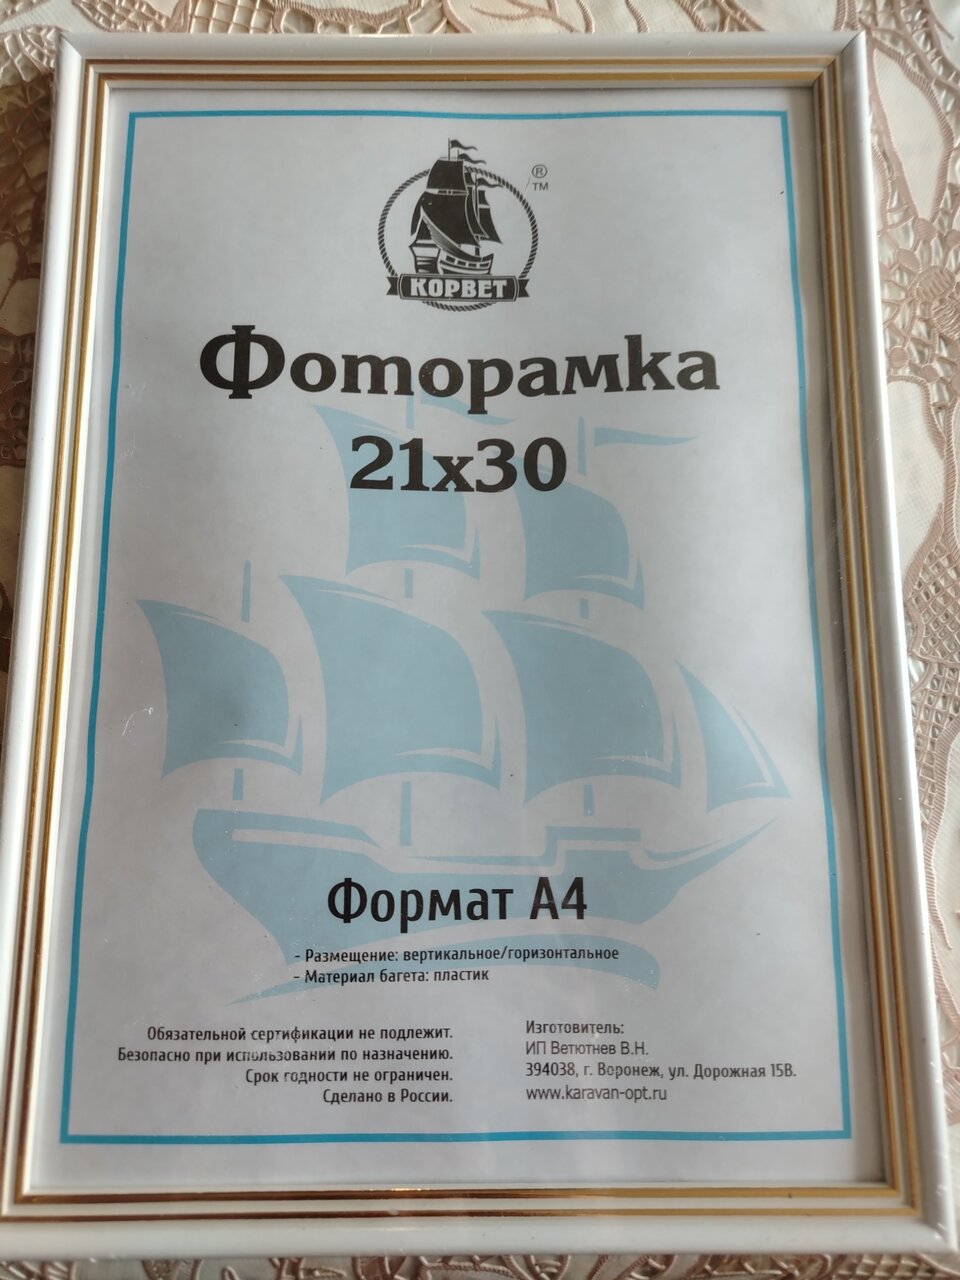 ®
TM
КОРВЕТ
Фоторамка
21х30
Формат А4
- Размещение: вертикальное/горизонтальное
- Материал багета: пластик
Обязательной сертификации не подлежит.
Безопасно при использовании по назначению.
Срок годности не ограничен.
Сделано в России.
Изготовитель:
ИП Ветютнев В.Н.
394038, г. Воронеж, ул. Дорожная 15В.
www.karavan-opt.ru